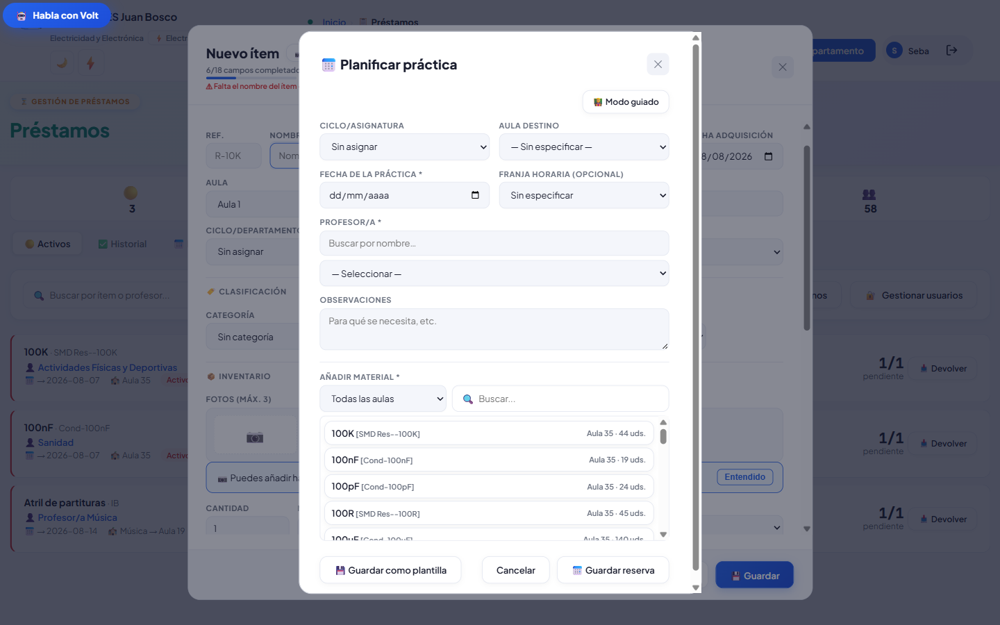 Habla con Volt
S Juan Bosco
Electricidad y Electrónica
Electr
Inicio
Préstamos
partamento
S
Seba
GESTIÓN DE PRÉSTAMOS
Préstamos
3
58
Activos
Historial
Buscar por ítem o profesor...
nos
Gestionar usuarios
100K · SMD Res--100K
Actividades Físicas y Deportivas
→ 2026-08-07
Aula 35
Activo
1/1
pendiente
Devolver
100nF · Cond-100nF
Sanidad
→ 2026-08-07
Aula 35
Activo
1/1
pendiente
Devolver
Atril de partituras · IB
Profesor/a Música
→ 2026-08-14
Música → Aula 19
1/1
pendiente
Devolver
Nuevo ítem
6/18 campos completado
Falta el nombre del ítem
REF.
NOMBR
HA ADQUISICIÓN
R-10K
Nom
8/08/2026
AULA
Aula 1
CICLO/DEPARTAMENTO
Sin asignar
CLASIFICACIÓN
CATEGORÍA
Sin categoría
INVENTARIO
FOTOS (MÁX. 3)
Puedes añadir ha
Entendido
CANTIDAD
1
Guardar
Planificar práctica
Modo guiado
CICLO/ASIGNATURA
AULA DESTINO
Sin asignar
— Sin especificar —
FECHA DE LA PRÁCTICA *
FRANJA HORARIA (OPCIONAL)
dd/mm/aaaa
Sin especificar
PROFESOR/A *
Buscar por nombre...
— Seleccionar —
OBSERVACIONES
Para qué se necesita, etc.
AÑADIR MATERIAL *
Todas las aulas
Buscar...
100K [SMD Res--100K]
Aula 35 · 44 uds.
100nF [Cond-100nF]
Aula 35 · 19 uds.
100pF [Cond-100pF]
Aula 35 · 24 uds.
100R [SMD Res--100R]
Aula 35 · 45 uds.
100uF [Cond-100uF]
Aula 35 · 140 uds.
Guardar como plantilla
Cancelar
Guardar reserva